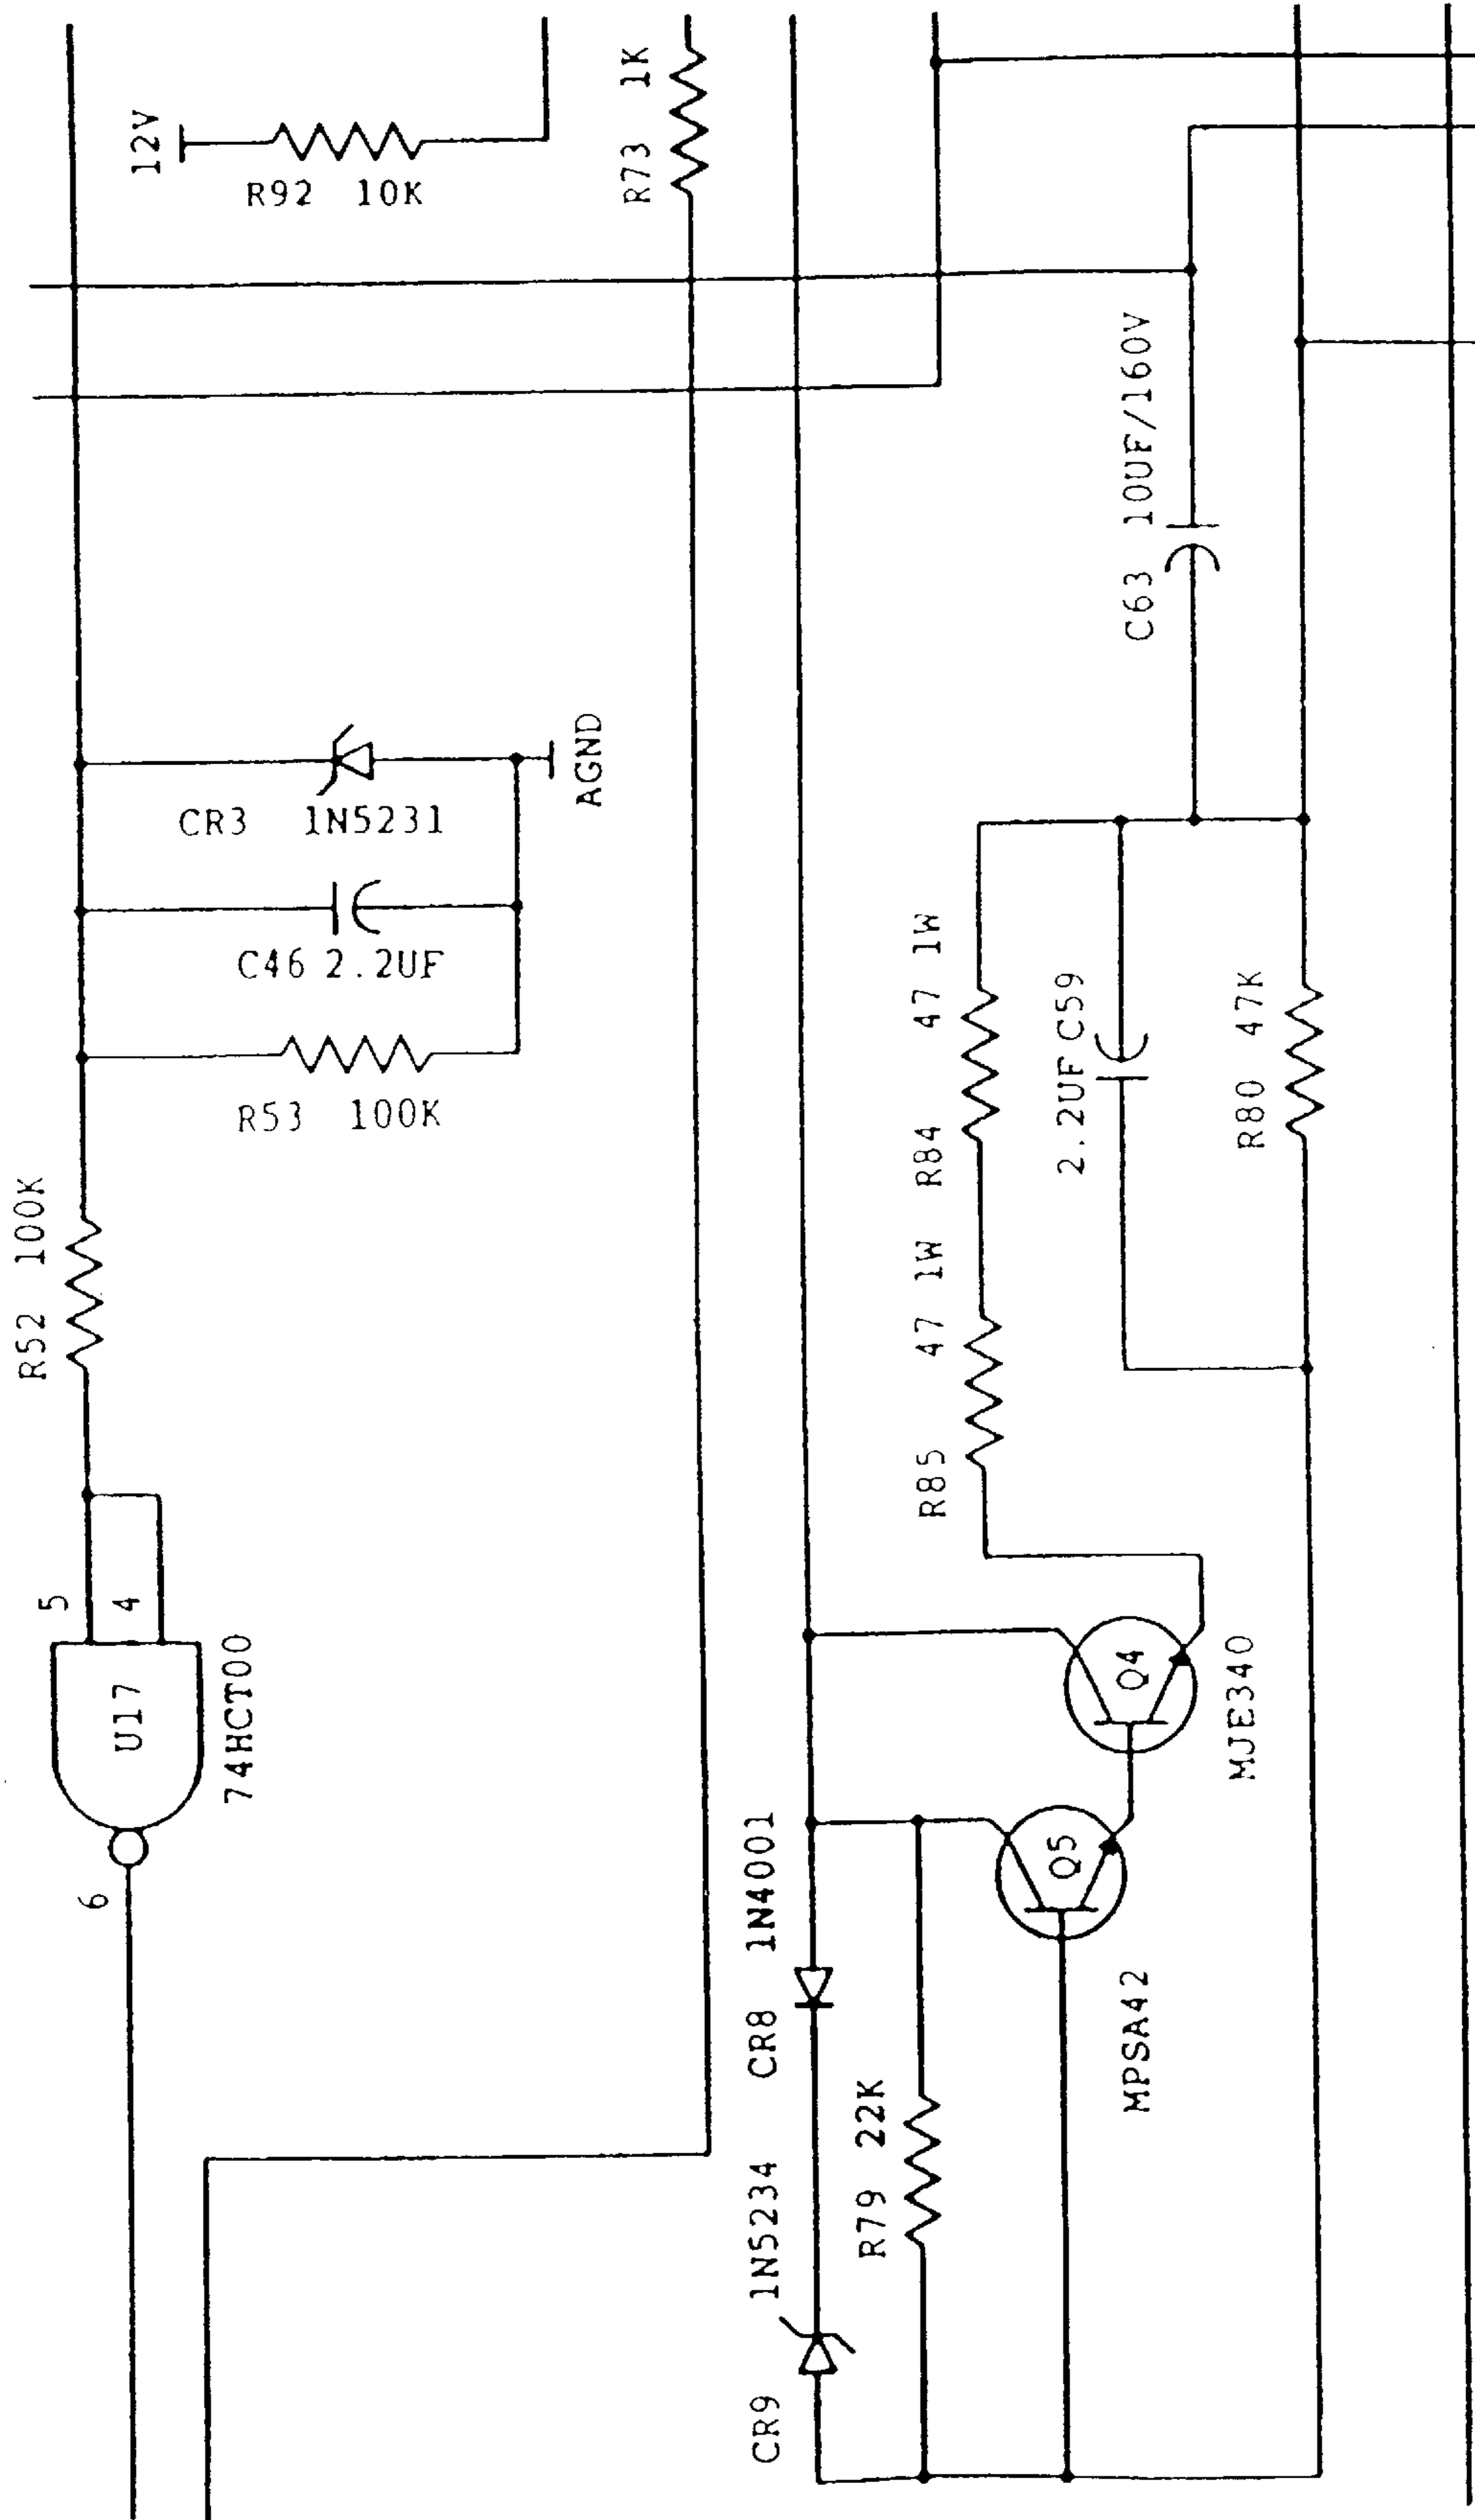 12V
R92 10K
R73 1K
C63 10UF/160V
AGND
CR3 1N5231
C46 2.2UF
R53 100K
R52 100K
R84 47 1W
2.2UF C59
R80 47K
R85 47 1W
5
4
U17
74HCT00
6
Q4
MJE340
Q5
MPSA42
CR8 1N4001
R79 22K
CR9 1N5234